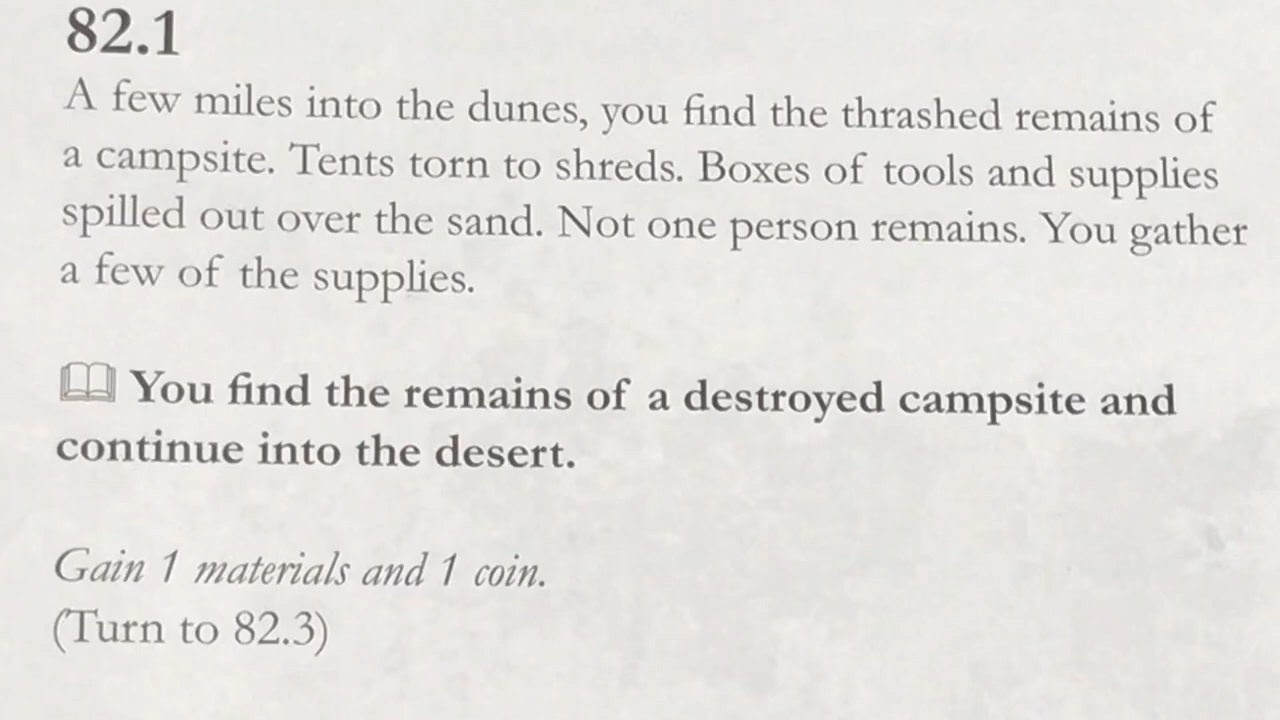 82.1
A few miles into the dunes, you find the thrashed remains of
a campsite. Tents torn to shreds. Boxes of tools and supplies
spilled out over the sand. Not one person remains. You gather
a few of the supplies.
You find the remains of a destroyed campsite and
continue into the desert.
Gain 1 materials and 1 coin.
(Turn to 82.3)